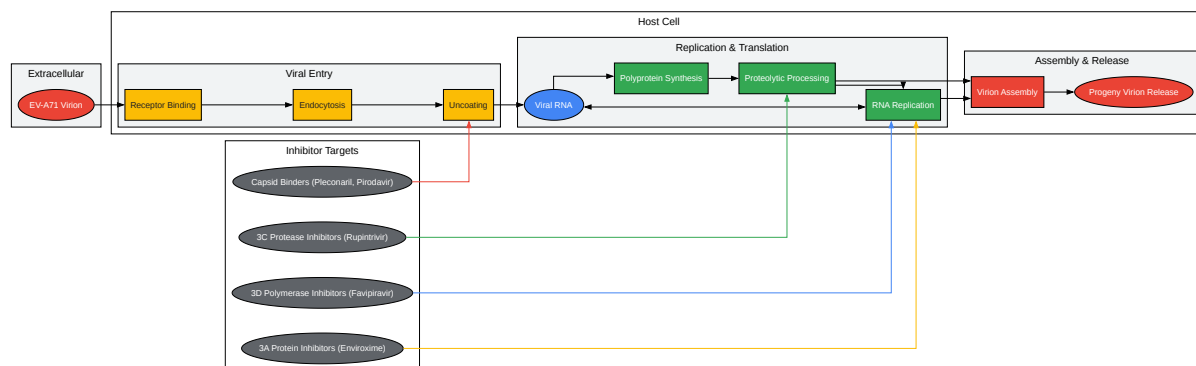 Host Cell
Extracellular
EV-A71 Virion
Viral Entry
Receptor Binding
Endocytosis
Uncoating
Replication & Translation
Viral RNA
Polyprotein Synthesis
Proteolytic Processing
RNA Replication
Assembly & Release
Virion Assembly
Progeny Virion Release
Inhibitor Targets
Capsid Binders (Pleconaril, Pirodavir)
3C Protease Inhibitors (Rupintrivir)
3D Polymerase Inhibitors (Favipiravir)
3A Protein Inhibitors (Enviroxime)